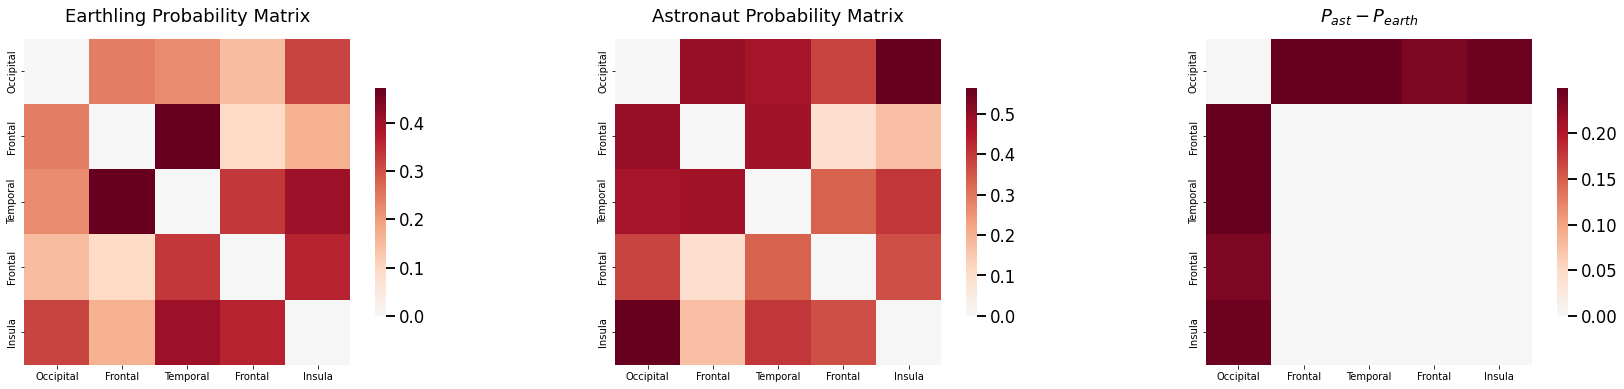 Earthling Probability Matrix
Occipital
Frontal
Temporal
Frontal
Insula
Occipital Frontal Temporal Frontal Insula
0.4
0.3
0.2
0.1
0.0
Astronaut Probability Matrix
Occipital
Frontal
Temporal
Frontal
Insula
Occipital Frontal Temporal Frontal Insula
0.5
0.4
0.3
0.2
0.1
0.0
P_ast − P_earth
Occipital
Frontal
Temporal
Frontal
Insula
Occipital Frontal Temporal Frontal Insula
0.20
0.15
0.10
0.05
0.00